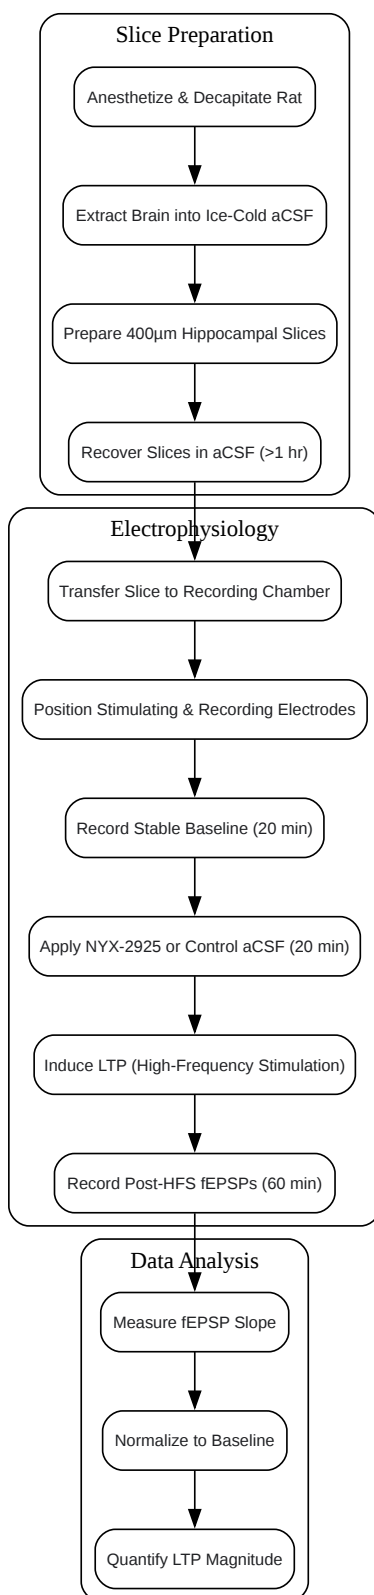 Slice Preparation
Anesthetize & Decapitate Rat
Extract Brain into Ice-Cold aCSF
Prepare 400µm Hippocampal Slices
Recover Slices in aCSF (>1 hr)
Electrophysiology
Transfer Slice to Recording Chamber
Position Stimulating & Recording Electrodes
Record Stable Baseline (20 min)
Apply NYX-2925 or Control aCSF (20 min)
Induce LTP (High-Frequency Stimulation)
Record Post-HFS fEPSPs (60 min)
Data Analysis
Measure fEPSP Slope
Normalize to Baseline
Quantify LTP Magnitude